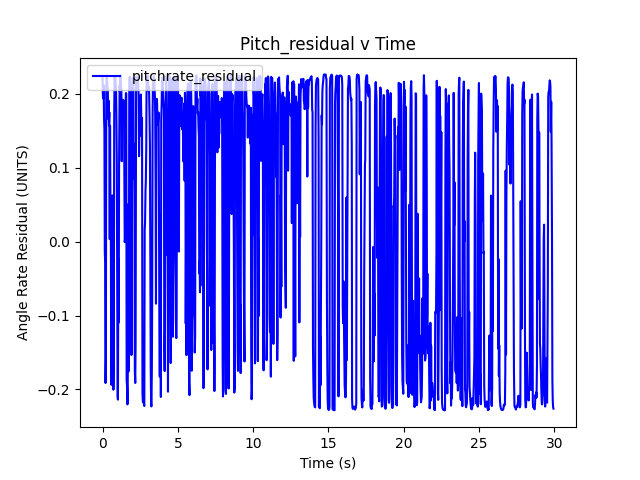 Pitch_residual v Time
pitchrate_residual
Angle Rate Residual (UNITS)
0.2
0.1
0.0
−0.1
−0.2
0 5 10 15 20 25 30
Time (s)